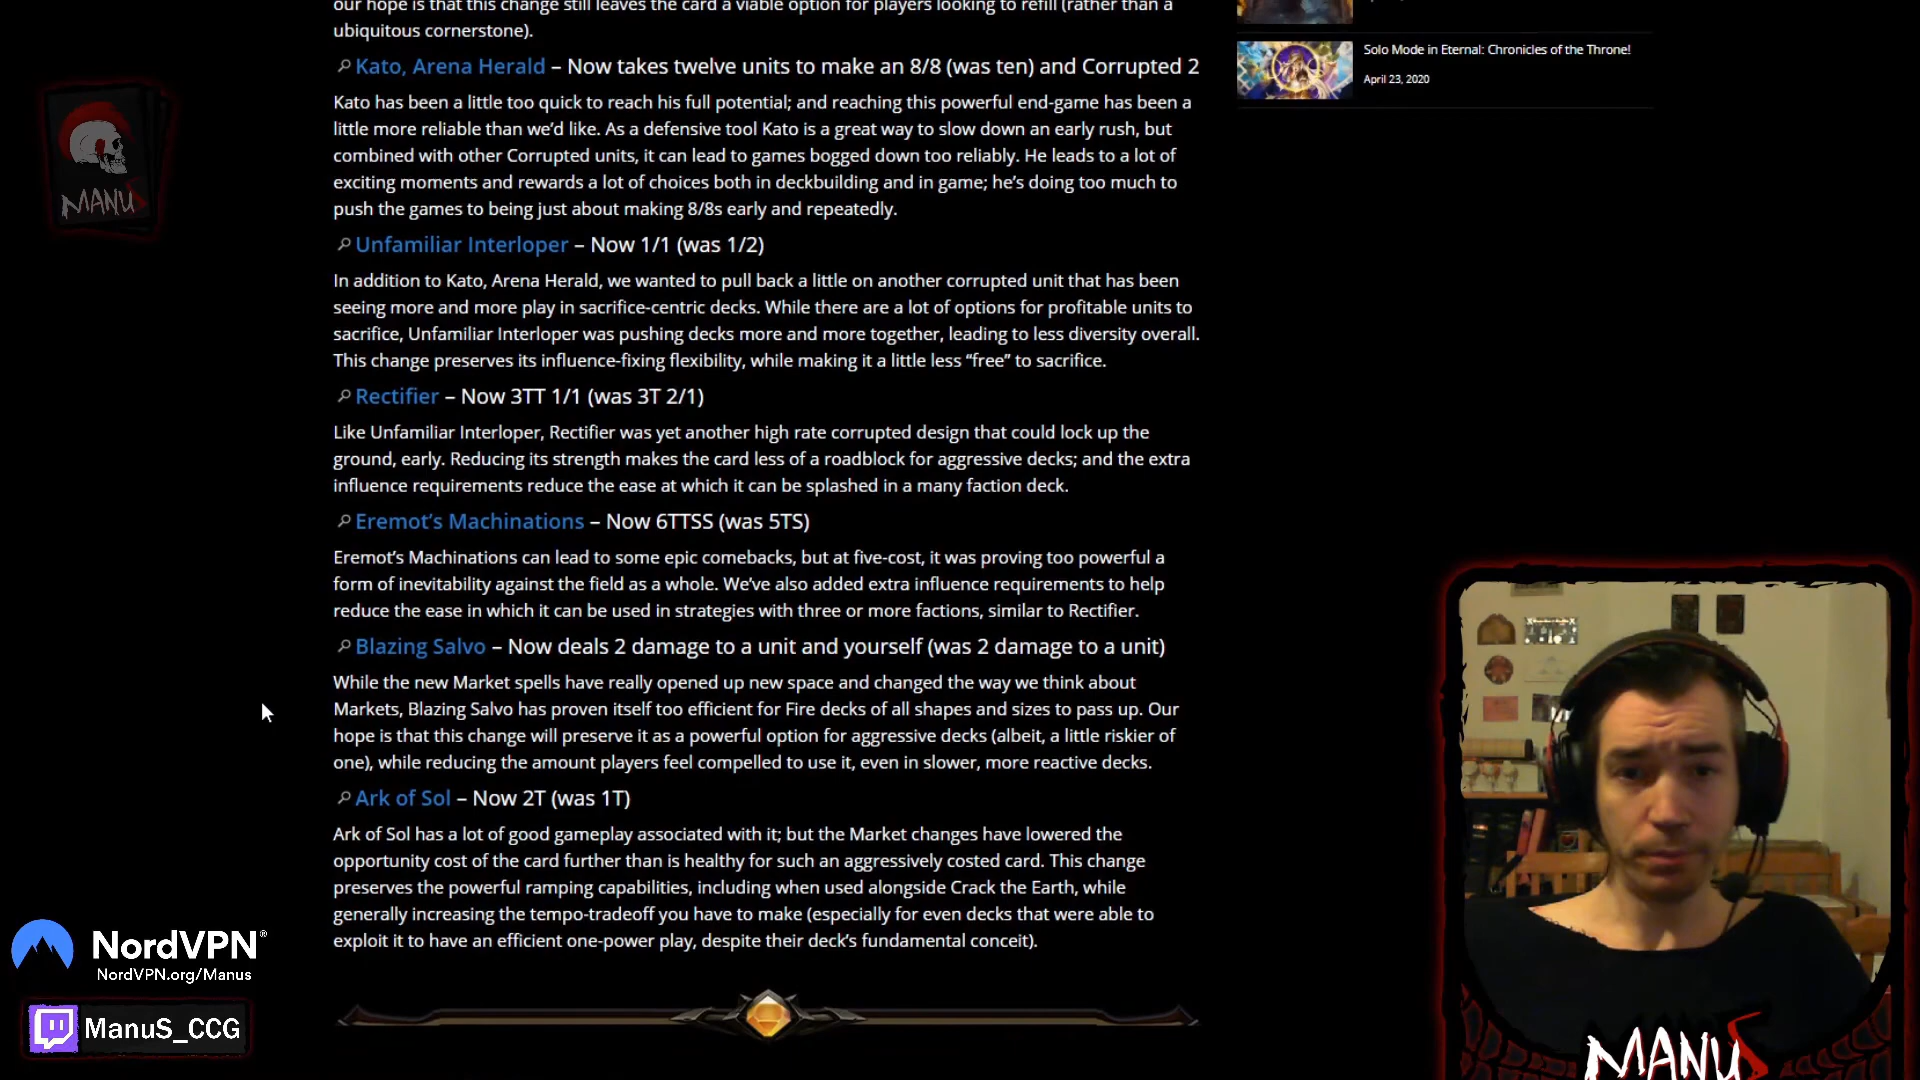 our hope is that this change still leaves the card a viable option for players looking to refill (rather than a
ubiquitous cornerstone).
Kato, Arena Herald – Now takes twelve units to make an 8/8 (was ten) and Corrupted 2
Kato has been a little too quick to reach his full potential; and reaching this powerful end-game has been a
little more reliable than we’d like. As a defensive tool Kato is a great way to slow down an early rush, but
combined with other Corrupted units, it can lead to games bogged down too reliably. He leads to a lot of
exciting moments and rewards a lot of choices both in deckbuilding and in game; he’s doing too much to
push the games to being just about making 8/8s early and repeatedly.
Unfamiliar Interloper – Now 1/1 (was 1/2)
In addition to Kato, Arena Herald, we wanted to pull back a little on another corrupted unit that has been
seeing more and more play in sacrifice-centric decks. While there are a lot of options for profitable units to
sacrifice, Unfamiliar Interloper was pushing decks more and more together, leading to less diversity overall.
This change preserves its influence-fixing flexibility, while making it a little less “free” to sacrifice.
Rectifier – Now 3TT 1/1 (was 3T 2/1)
Like Unfamiliar Interloper, Rectifier was yet another high rate corrupted design that could lock up the
ground, early. Reducing its strength makes the card less of a roadblock for aggressive decks; and the extra
influence requirements reduce the ease at which it can be splashed in a many faction deck.
Eremot’s Machinations – Now 6TTSS (was 5TS)
Eremot’s Machinations can lead to some epic comebacks, but at five-cost, it was proving too powerful a
form of inevitability against the field as a whole. We’ve also added extra influence requirements to help
reduce the ease in which it can be used in strategies with three or more factions, similar to Rectifier.
Blazing Salvo – Now deals 2 damage to a unit and yourself (was 2 damage to a unit)
While the new Market spells have really opened up new space and changed the way we think about
Markets, Blazing Salvo has proven itself too efficient for Fire decks of all shapes and sizes to pass up. Our
hope is that this change will preserve it as a powerful option for aggressive decks (albeit, a little riskier of
one), while reducing the amount players feel compelled to use it, even in slower, more reactive decks.
Ark of Sol – Now 2T (was 1T)
Ark of Sol has a lot of good gameplay associated with it; but the Market changes have lowered the
opportunity cost of the card further than is healthy for such an aggressively costed card. This change
preserves the powerful ramping capabilities, including when used alongside Crack the Earth, while
generally increasing the tempo-tradeoff you have to make (especially for even decks that were able to
exploit it to have an efficient one-power play, despite their deck’s fundamental conceit).
Solo Mode in Eternal: Chronicles of the Throne!
April 23, 2020
MANUS
NordVPN®
NordVPN.org/Manus
ManuS_CCG
MANUS